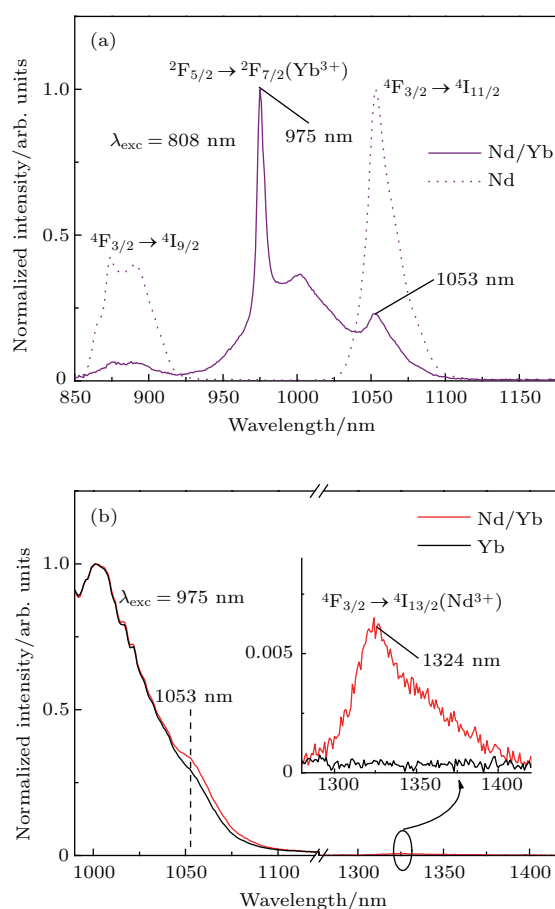 (a)
²F₅/₂ → ²F₇/₂(Yb³⁺)
⁴F₃/₂ → ⁴I₁₁/₂
1.0
λexc = 808 nm
975 nm
Nd/Yb
Nd
⁴F₃/₂ → ⁴I₉/₂
0.5
1053 nm
0
850 900 950 1000 1050 1100 1150
Wavelength/nm
Normalized intensity/arb. units
(b)
Nd/Yb
Yb
1.0
λexc = 975 nm
⁴F₃/₂ → ⁴I₁₃/₂(Nd³⁺)
0.005
1324 nm
1053 nm
0.5
0
1300 1350 1400
0
1000 1050 1100 1300 1350 1400
Wavelength/nm
Normalized intensity/arb. units